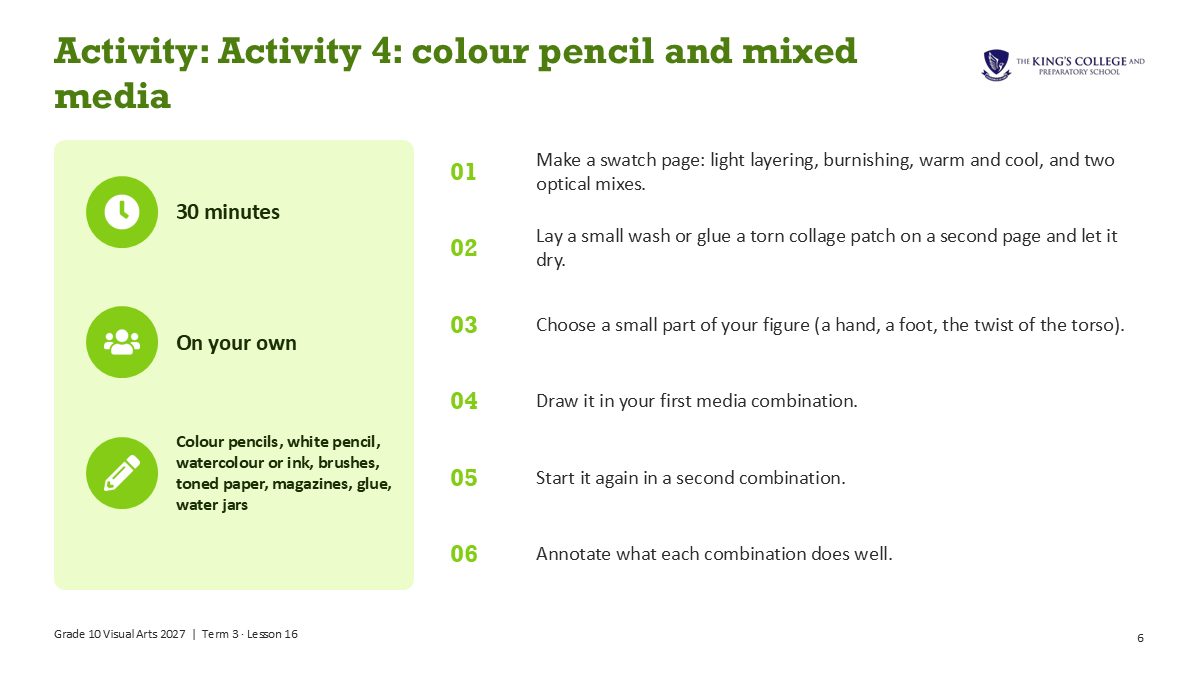 Activity: Activity 4: colour pencil and mixed
media
THE KING'S COLLEGE AND
PREPARATORY SCHOOL
30 minutes
On your own
Colour pencils, white pencil,
watercolour or ink, brushes,
toned paper, magazines, glue,
water jars
01
Make a swatch page: light layering, burnishing, warm and cool, and two
optical mixes.
02
Lay a small wash or glue a torn collage patch on a second page and let it
dry.
03
Choose a small part of your figure (a hand, a foot, the twist of the torso).
04
Draw it in your first media combination.
05
Start it again in a second combination.
06
Annotate what each combination does well.
Grade 10 Visual Arts 2027 | Term 3 · Lesson 16
6